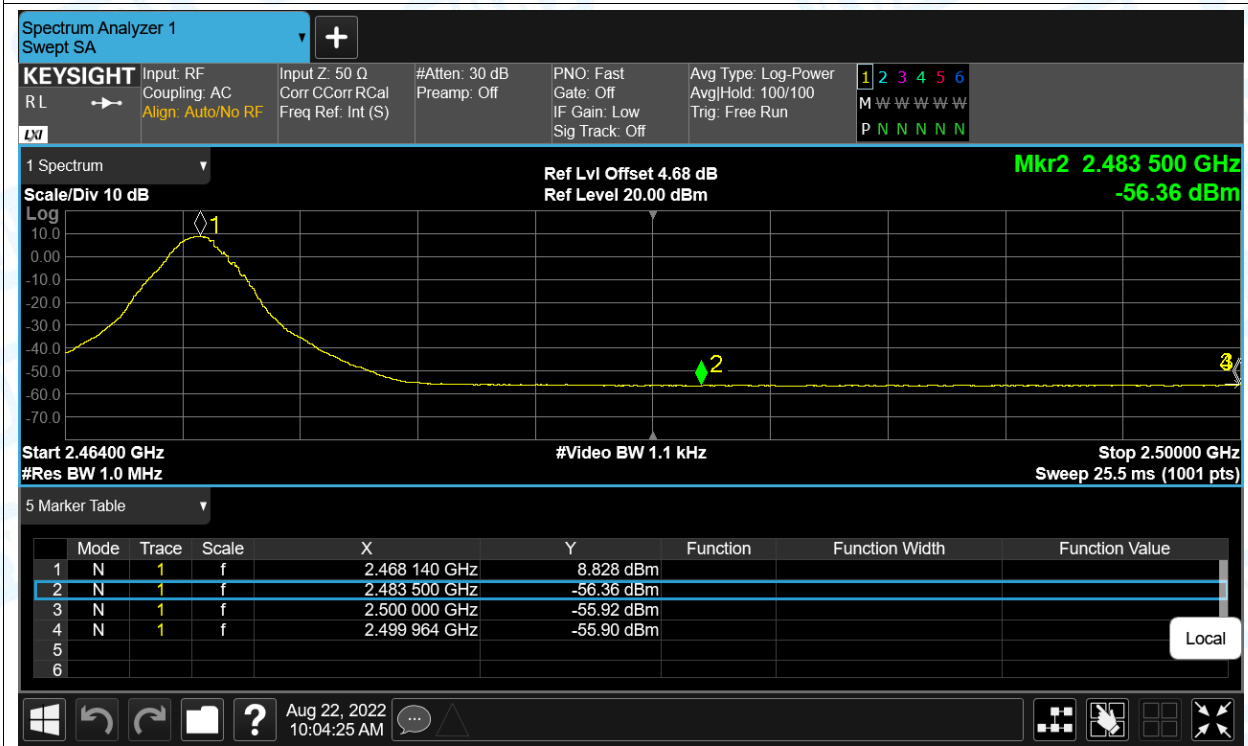 Spectrum Analyzer 1
Swept SA
KEYSIGHT
R L
LXI
Input: RF
Coupling: AC
Align: Auto/No RF
Input Z: 50 Ω
Corr CCorr RCal
Freq Ref: Int (S)
#Atten: 30 dB
Preamp: Off
PNO: Fast
Gate: Off
IF Gain: Low
Sig Track: Off
Avg Type: Log-Power
Avg|Hold: 100/100
Trig: Free Run
1 2 3 4 5 6
M W W W W W
P N N N N N
1 Spectrum
Scale/Div 10 dB
Ref Lvl Offset 4.68 dB
Ref Level 20.00 dBm
Mkr2 2.483 500 GHz
-56.36 dBm
Log
10.0
0.00
-10.0
-20.0
-30.0
-40.0
-50.0
-60.0
-70.0
1
2
Start 2.46400 GHz
#Res BW 1.0 MHz
#Video BW 1.1 kHz
Stop 2.50000 GHz
Sweep 25.5 ms (1001 pts)
5 Marker Table
Mode Trace Scale X Y Function Function Width Function Value
1 N 1 f 2.468 140 GHz 8.828 dBm
2 N 1 f 2.483 500 GHz -56.36 dBm
3 N 1 f 2.500 000 GHz -55.92 dBm
4 N 1 f 2.499 964 GHz -55.90 dBm
5
6
Local
?
Aug 22, 2022
10:04:25 AM